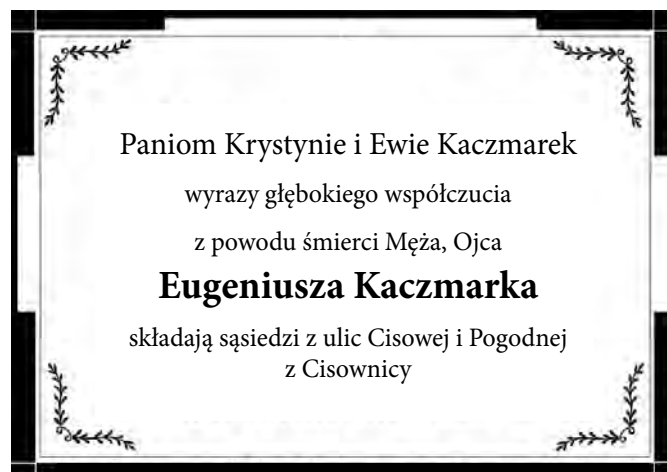 Paniom Krystynie i Ewie Kaczmarek
wyrazy głębokiego współczucia
z powodu śmierci Męża, Ojca
Eugeniusza Kaczmarka
składają sąsiedzi z ulic Cisowej i Pogodnej
z Cisownicy